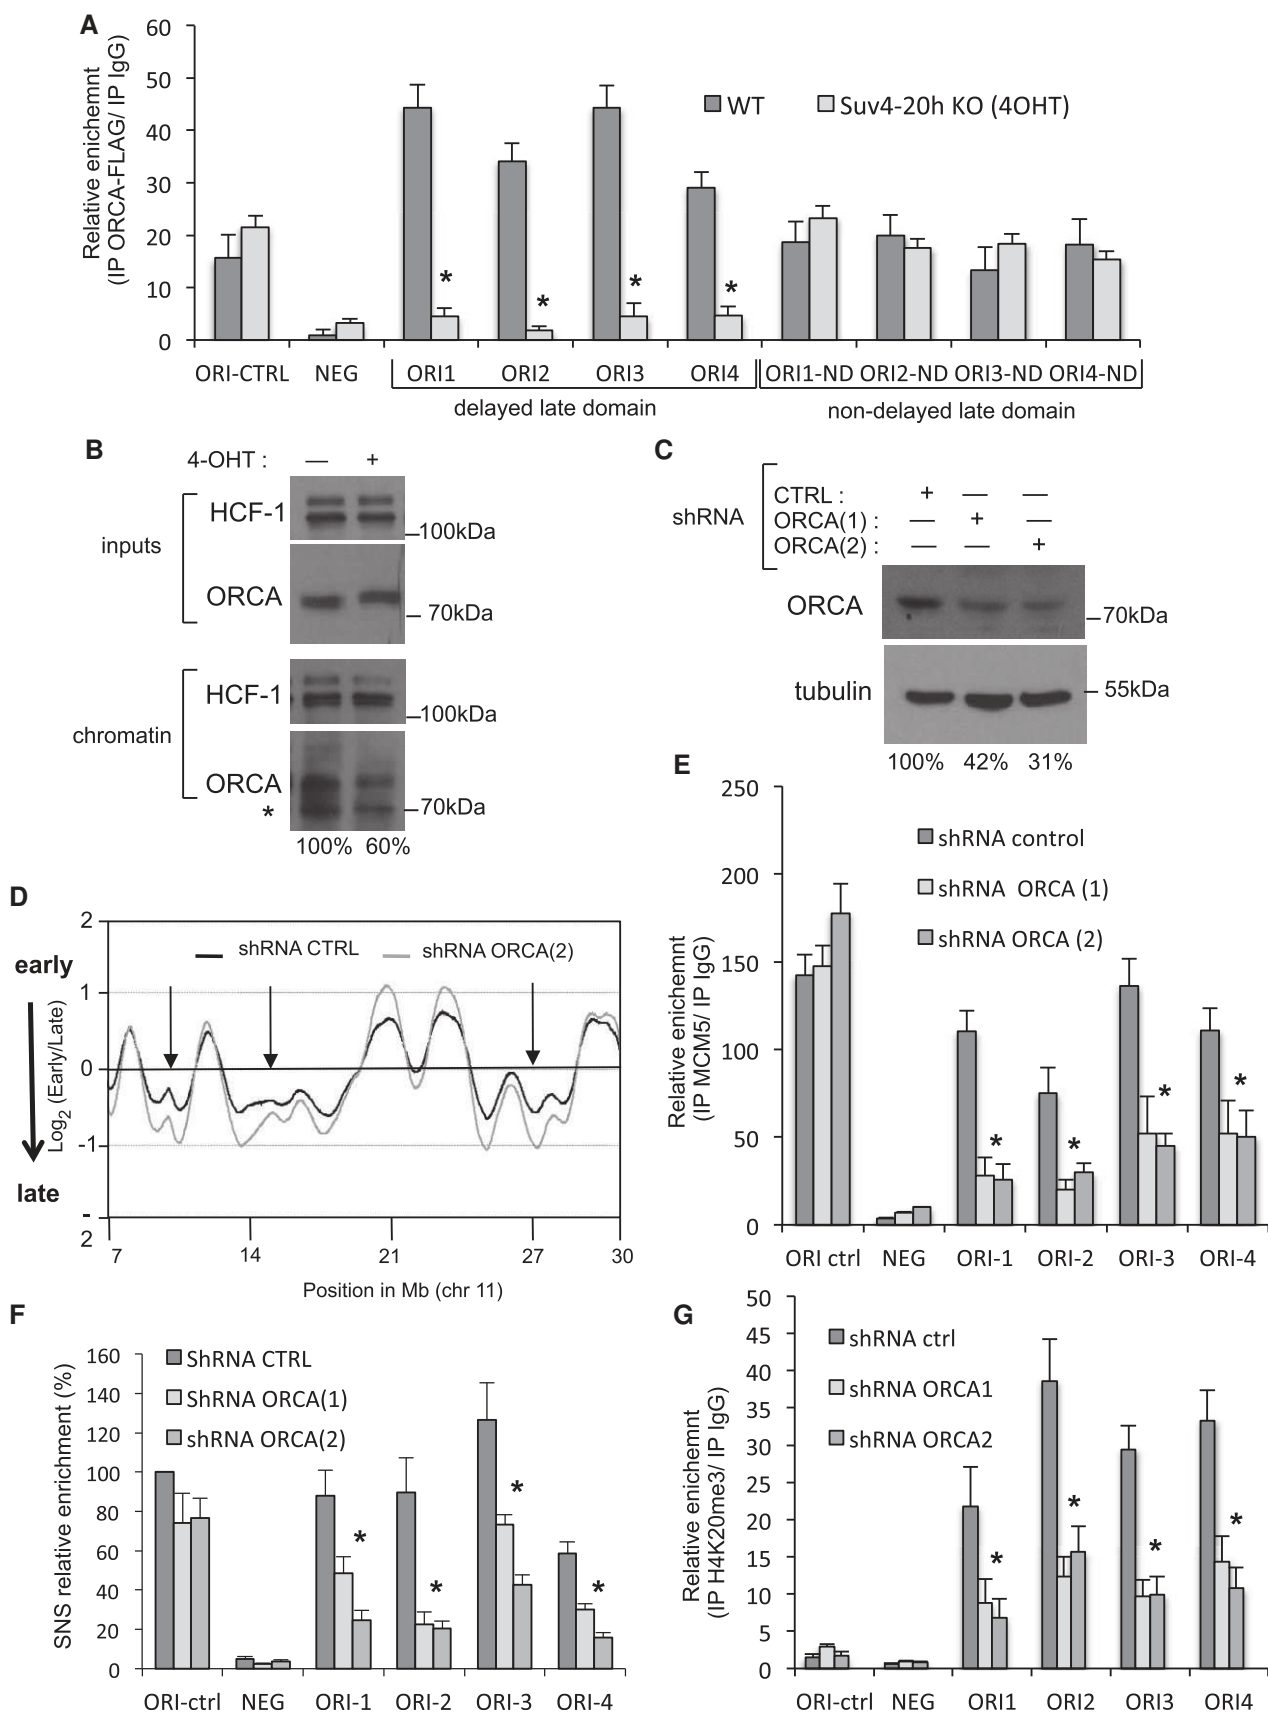 A
Relative enichemnt
(IP ORCA-FLAG/ IP IgG)
60
50
40
30
20
10
0
WT
Suv4-20h KO (4OHT)
* * * *
ORI-CTRL NEG ORI1 ORI2 ORI3 ORI4 ORI1-ND ORI2-ND ORI3-ND ORI4-ND
delayed late domain
non-delayed late domain
B
4-OHT : — +
inputs
HCF-1
100kDa
ORCA
70kDa
chromatin
HCF-1
100kDa
ORCA
*
70kDa
100% 60%
C
shRNA
CTRL : + — —
ORCA(1) : — + —
ORCA(2) : — — +
ORCA
70kDa
tubulin
55kDa
100% 42% 31%
D
early
late
Log2 (Early/Late)
2
1
0
-1
-
2
shRNA CTRL
shRNA ORCA(2)
7 14 21 27 30
Position in Mb (chr 11)
E
Relative enichemnt
(IP MCM5/ IP IgG)
250
200
150
100
50
0
shRNA control
shRNA ORCA (1)
shRNA ORCA (2)
* * * *
ORI ctrl NEG ORI-1 ORI-2 ORI-3 ORI-4
F
SNS relative enrichment (%)
160
140
120
100
80
60
40
20
0
ShRNA CTRL
ShRNA ORCA(1)
shRNA ORCA(2)
* * * *
ORI-ctrl NEG ORI-1 ORI-2 ORI-3 ORI-4
G
Relative enichemnt
(IP H4K20me3/ IP IgG)
50
45
40
35
30
25
20
15
10
5
0
shRNA ctrl
shRNA ORCA1
shRNA ORCA2
* * * *
ORI-ctrl NEG ORI1 ORI2 ORI3 ORI4